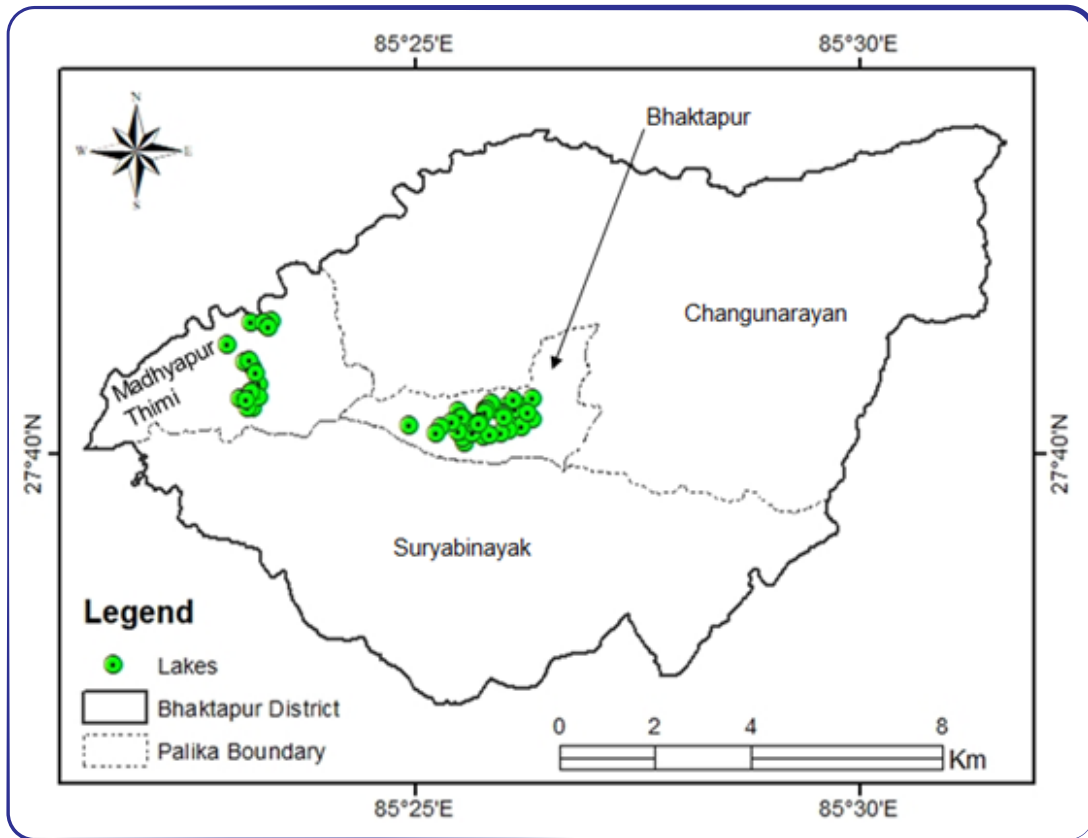 85°25'E
85°30'E
N
W
E
S
Bhaktapur
Changunarayan
Madhyapur
Thimi
27°40'N
27°40'N
Suryabinayak
Legend
Lakes
Bhaktapur District
Palika Boundary
0 2 4 8
Km
85°25'E
85°30'E